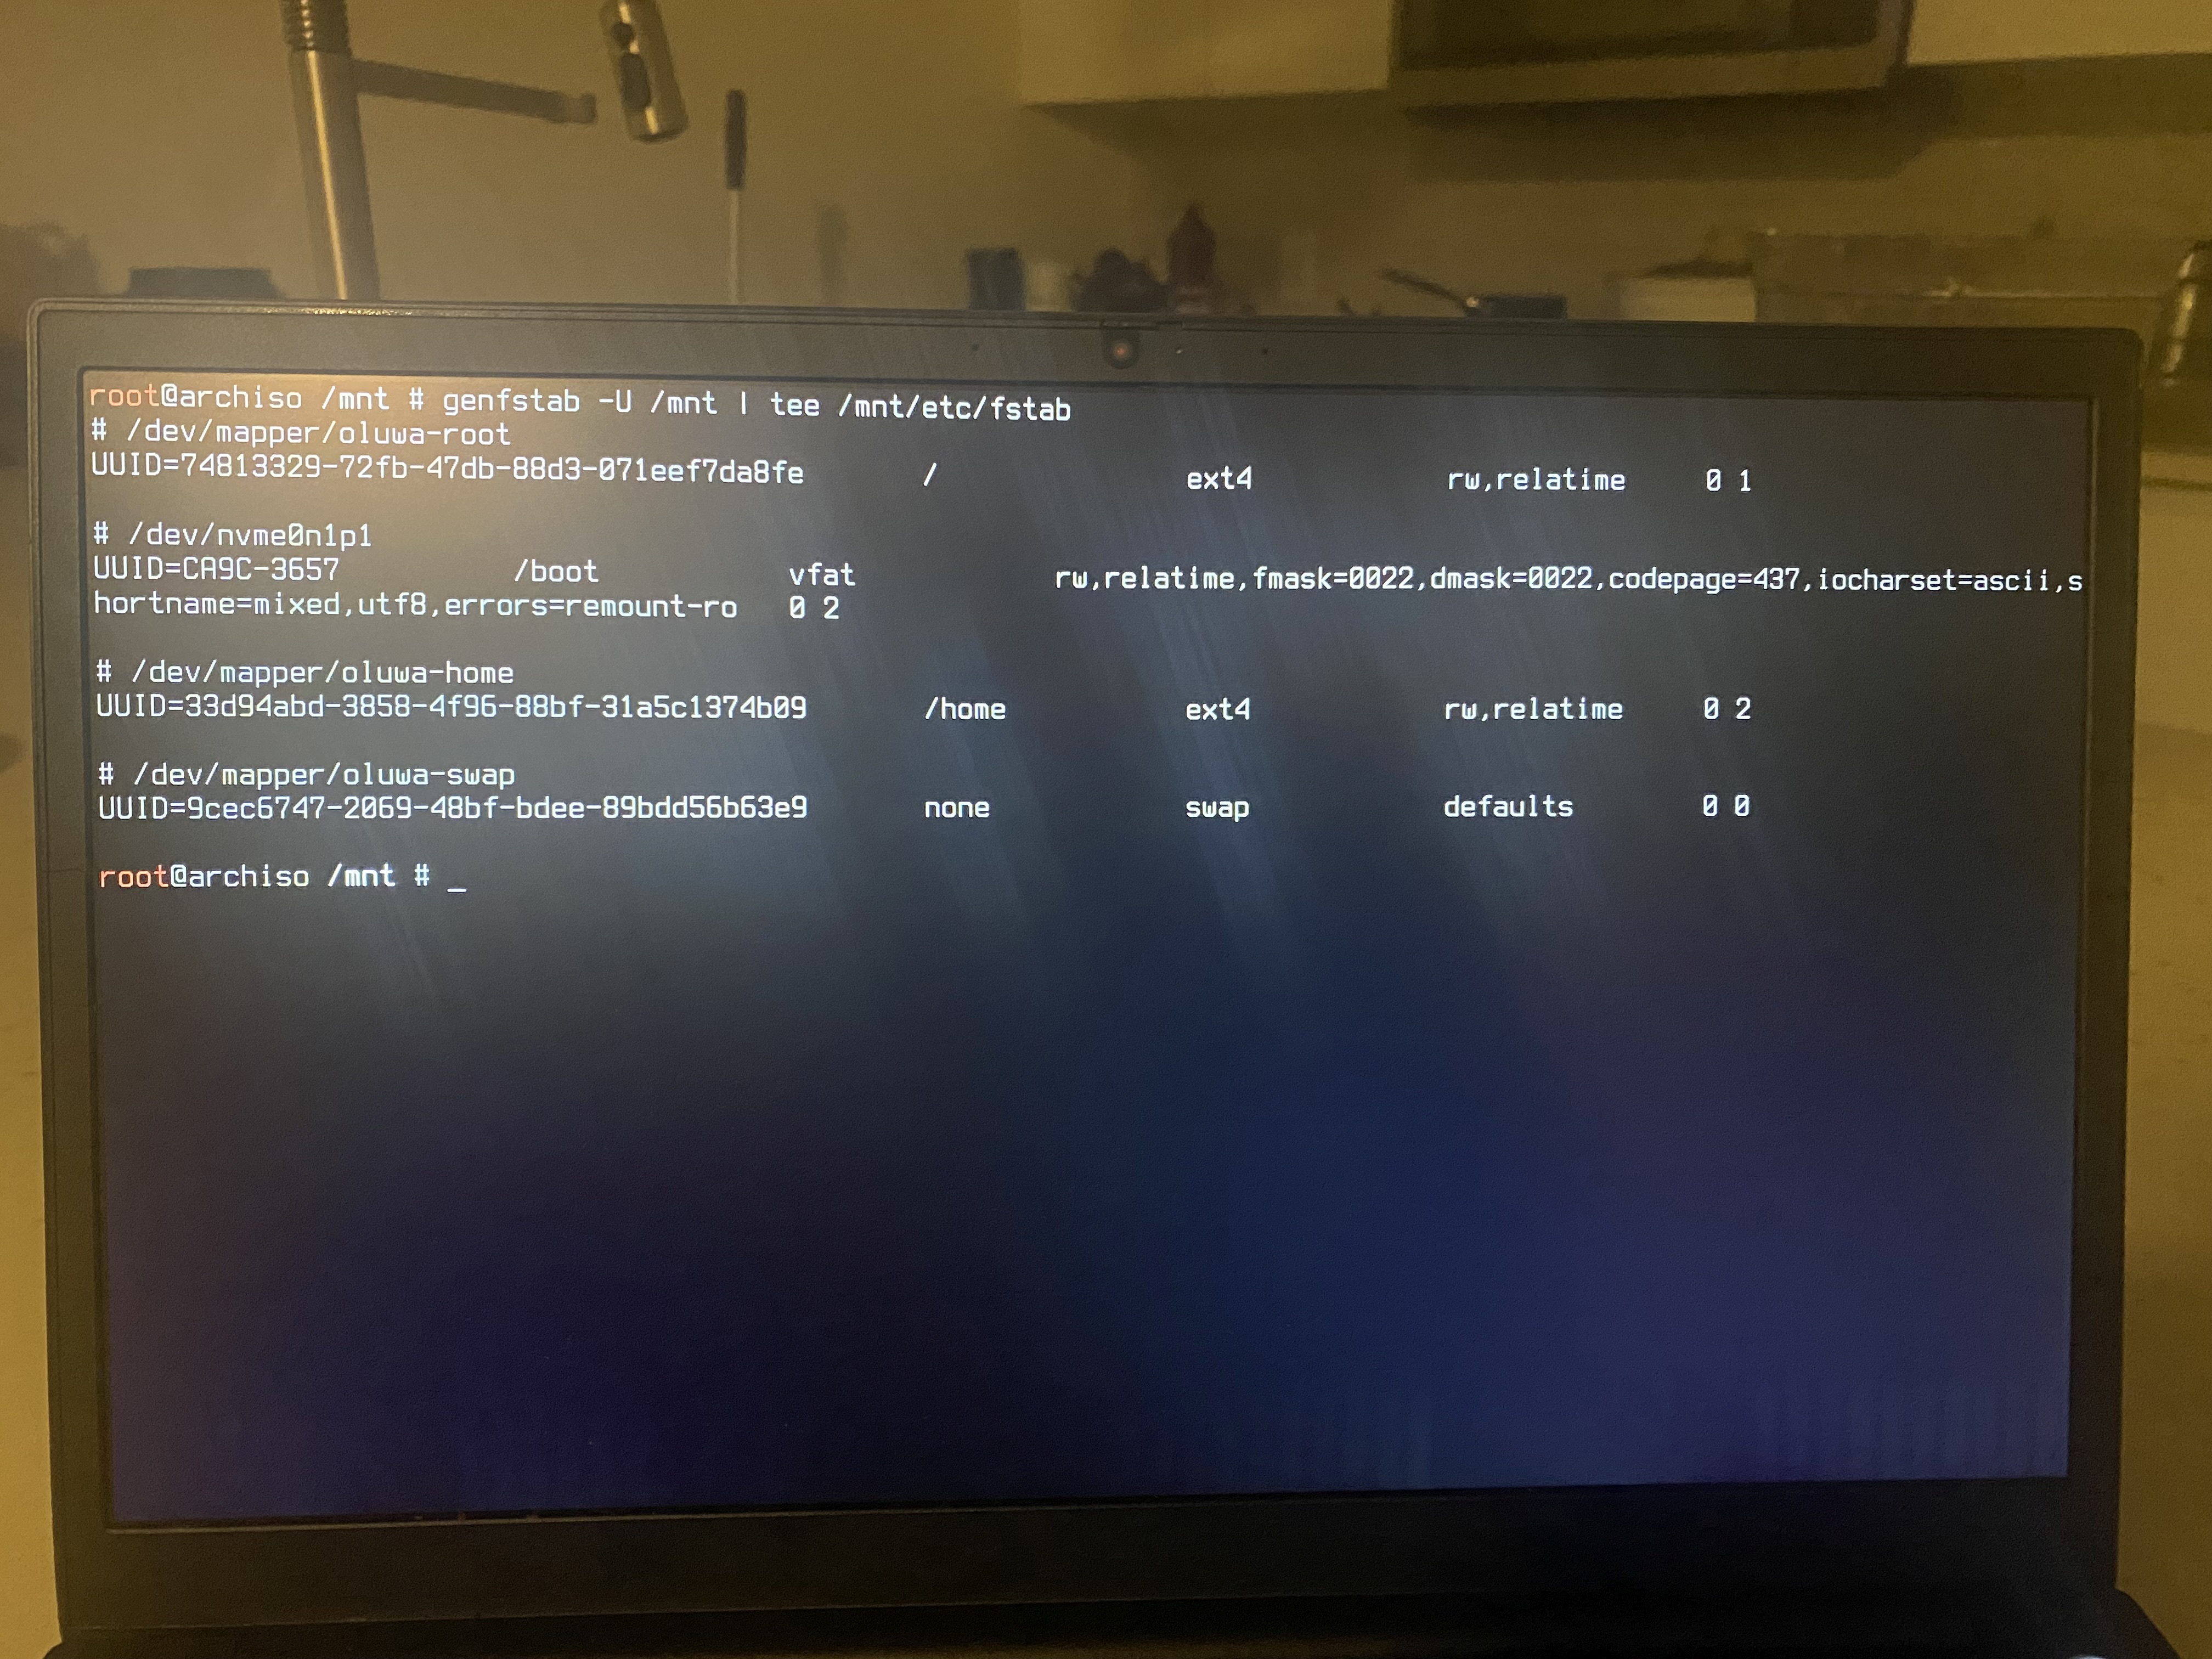 root@archiso /mnt # genfstab -U /mnt | tee /mnt/etc/fstab
# /dev/mapper/oluwa-root
UUID=74813329-72fb-47db-88d3-071eef7da8fe / ext4 rw,relatime 0 1
# /dev/nvme0n1p1
UUID=CA9C-3657 /boot vfat rw,relatime,fmask=0022,dmask=0022,codepage=437,iocharset=ascii,s
hortname=mixed,utf8,errors=remount-ro 0 2
# /dev/mapper/oluwa-home
UUID=33d94abd-3858-4f96-88bf-31a5c1374b09 /home ext4 rw,relatime 0 2
# /dev/mapper/oluwa-swap
UUID=9cec6747-2069-48bf-bdee-89bdd56b63e9 none swap defaults 0 0
root@archiso /mnt # _